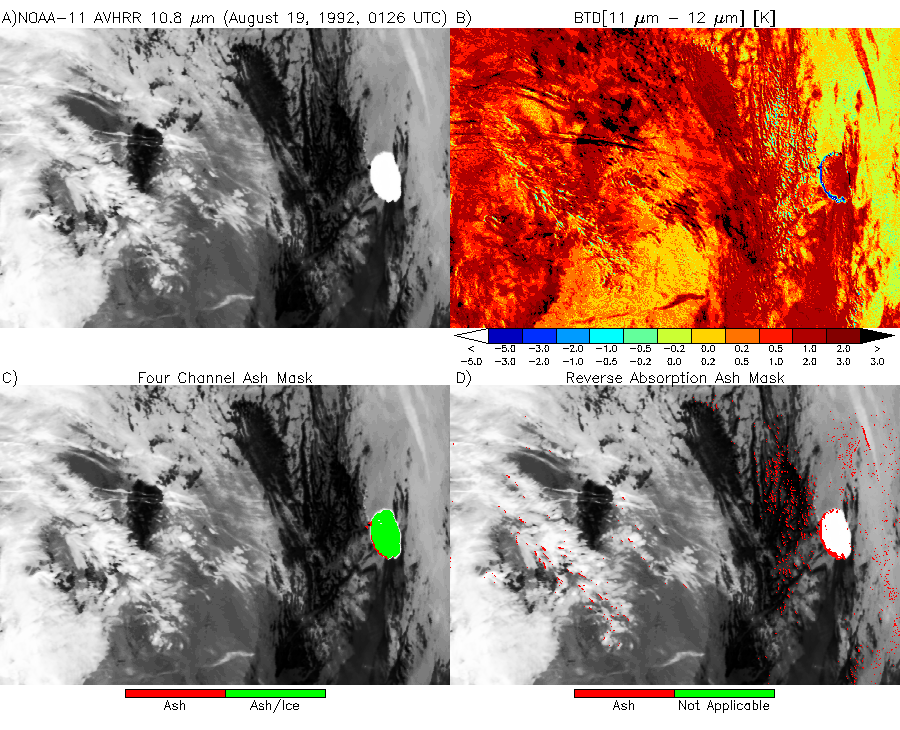 A)NOAA-11 AVHRR 10.8 μm (August 19, 1992, 0126 UTC)
B) BTD[11 μm - 12 μm] [K]
< -5.0 -3.0 -2.0 -1.0 -0.5 -0.2 0.0 0.2 0.5 1.0 2.0 >
-5.0 -3.0 -2.0 -1.0 -0.5 -0.2 0.0 0.2 0.5 1.0 2.0 3.0 3.0
C) Four Channel Ash Mask
D) Reverse Absorption Ash Mask
Ash Ash/Ice
Ash Not Applicable